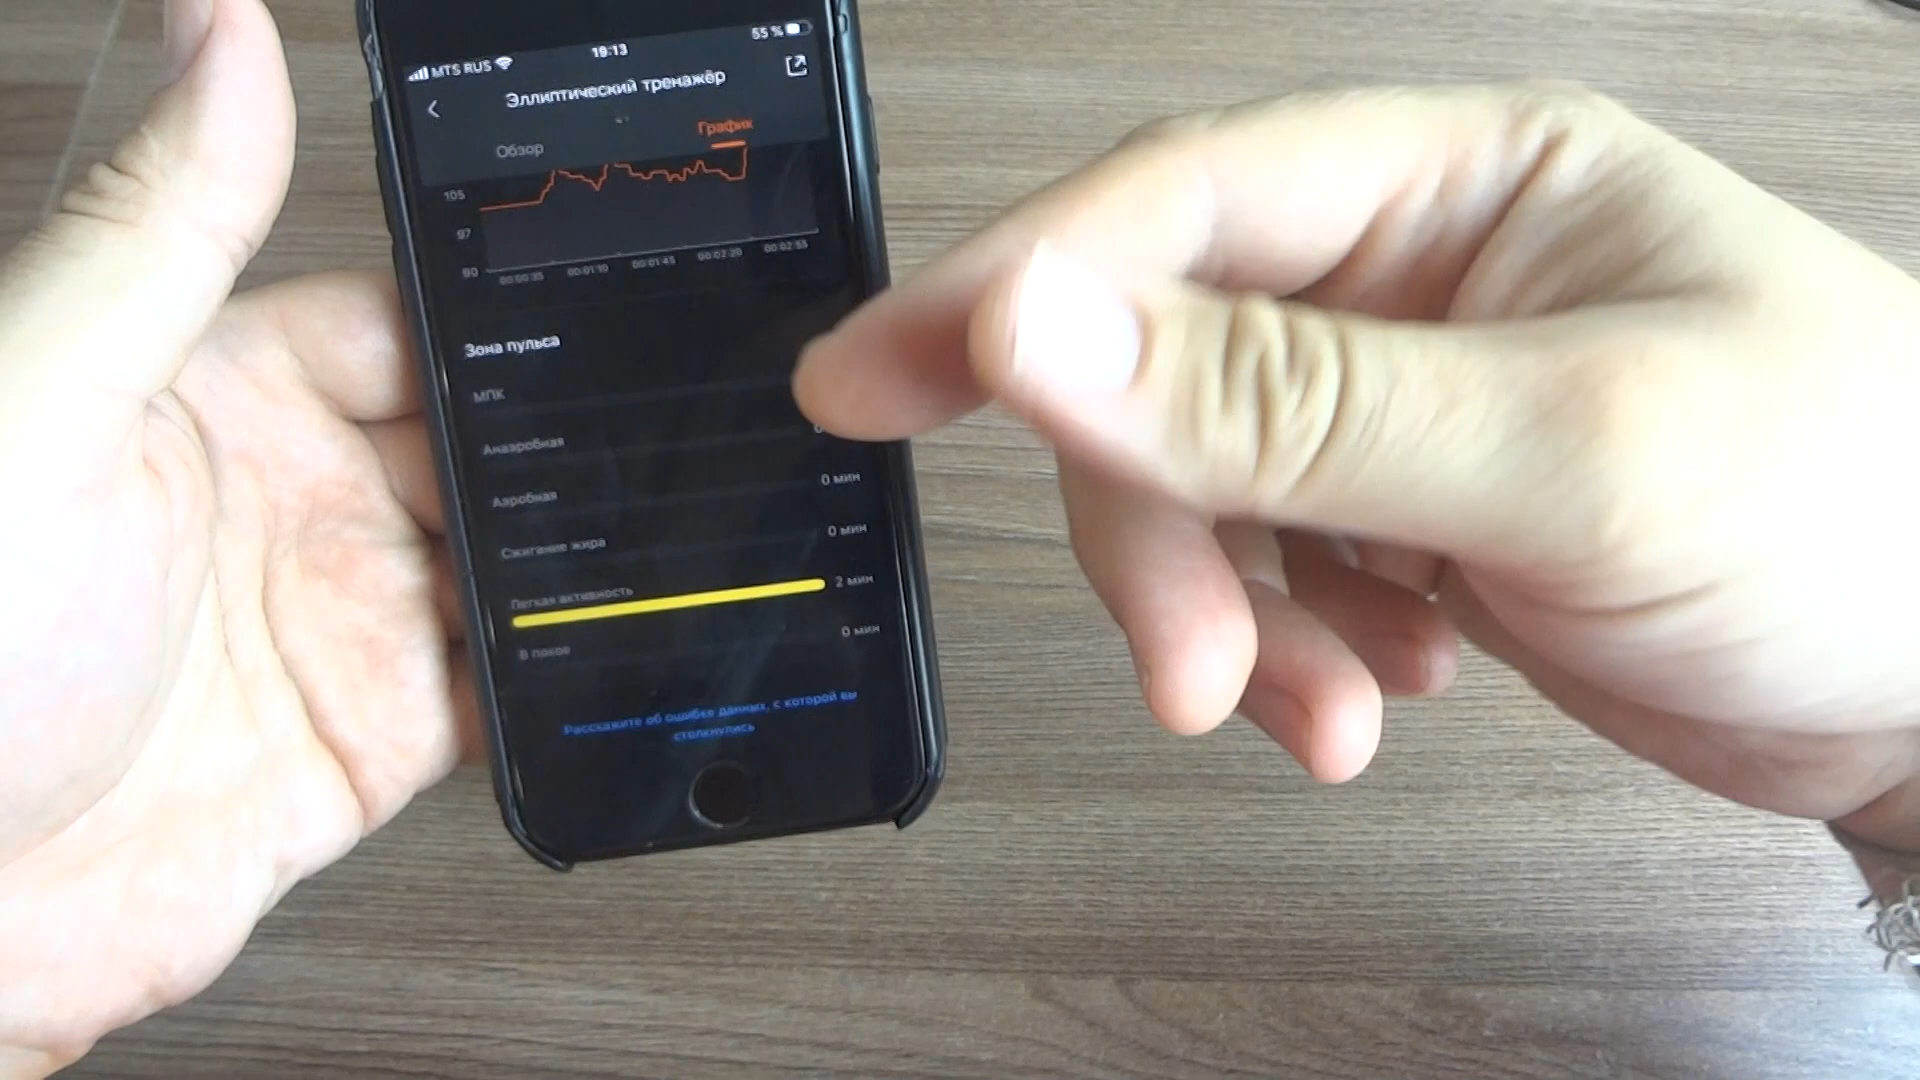 MTS RUS 19:13 55 %
Эллиптический тренажёр
Обзор График
105
97
90
00:00:35 00:01:10 00:01:45 00:02:20 00:02:55
Зона пульса
МПК
Анаэробная
Аэробная 0 мин
Сжигание жира 0 мин
Легкая активность 2 мин
В покое 0 мин
Расскажите об ошибке данных, с которой вы
столкнулись